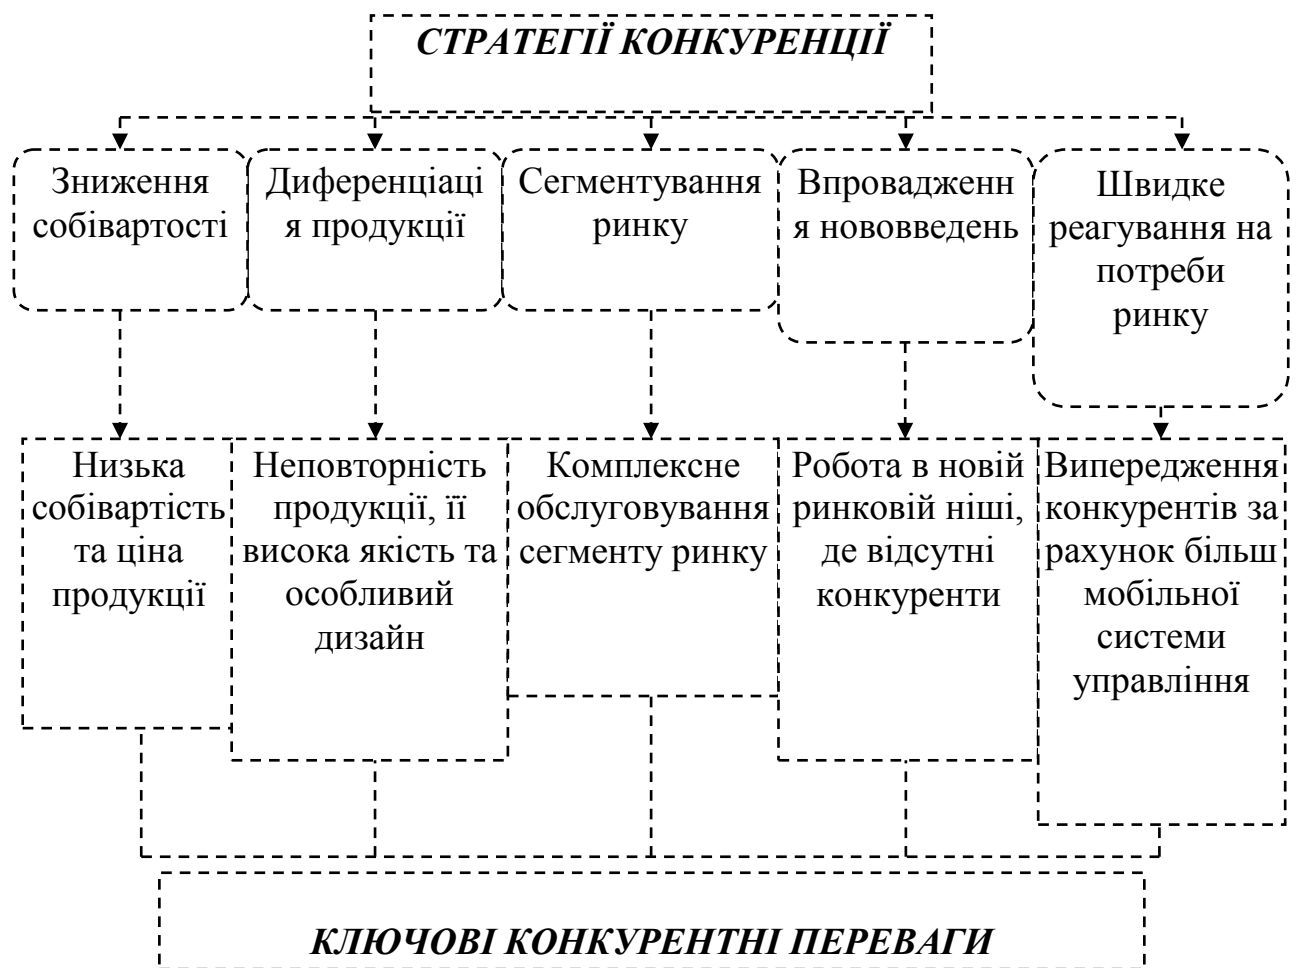 СТРАТЕГІЇ КОНКУРЕНЦІЇ
Зниження
собівартості
Диференціаці
я продукції
Сегментування
ринку
Впровадженн
я нововведень
Швидке
реагування на
потреби
ринку
Низька
собівартість
та ціна
продукції
Неповторність
продукції, її
висока якість та
особливий
дизайн
Комплексне
обслуговування
сегменту ринку
Робота в новій
ринковій ніші,
де відсутні
конкуренти
Випередження
конкурентів за
рахунок більш
мобільної
системи
управління
КЛЮЧОВІ КОНКУРЕНТНІ ПЕРЕВАГИ